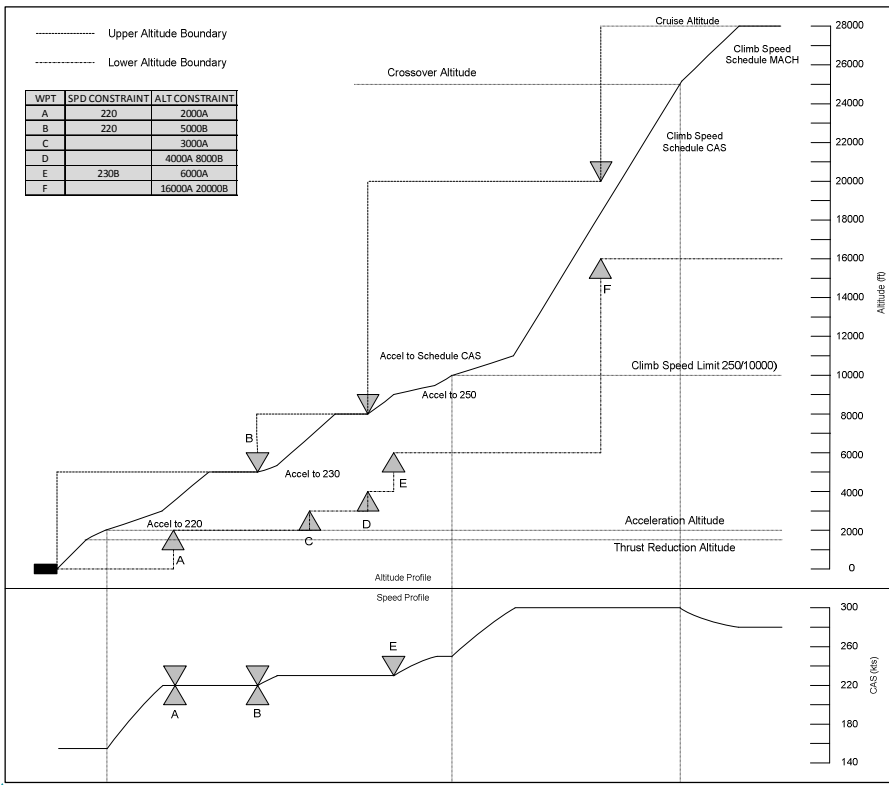 Upper Altitude Boundary
Lower Altitude Boundary
WPT SPD CONSTRAINT ALT CONSTRAINT
A 220 2000A
B 220 5000B
C 3000A
D 4000A 8000B
E 230B 6000A
F 16000A 20000B
Cruise Altitude
Climb Speed
Schedule MACH
Crossover Altitude
Climb Speed
Schedule CAS
F
Accel to Schedule CAS
Climb Speed Limit 250/10000)
Accel to 250
B
Accel to 230
E
D
C
A
Accel to 220
Acceleration Altitude
Thrust Reduction Altitude
28000
26000
24000
22000
20000
18000
16000
14000
12000
10000
8000
6000
4000
2000
0
Altitude (ft)
Altitude Profile
Speed Profile
E
A
B
300
260
220
180
140
CAS (kts)